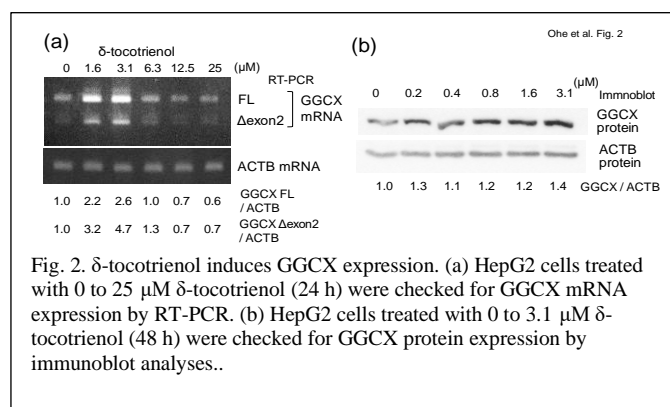 Ohe et al. Fig. 2
(a)
δ-tocotrienol
0 1.6 3.1 6.3 12.5 25 (μM)
RT-PCR
FL
Δexon2
GGCX
mRNA
ACTB mRNA
1.0 2.2 2.6 1.0 0.7 0.6 GGCX FL
/ ACTB
1.0 3.2 4.7 1.3 0.7 0.7 GGCX Δexon2
/ ACTB
(b)
(μM)
0 0.2 0.4 0.8 1.6 3.1
Immnoblot
GGCX
protein
ACTB
protein
1.0 1.3 1.1 1.2 1.2 1.4 GGCX / ACTB
Fig. 2. δ-tocotrienol induces GGCX expression. (a) HepG2 cells treated
with 0 to 25 μM δ-tocotrienol (24 h) were checked for GGCX mRNA
expression by RT-PCR. (b) HepG2 cells treated with 0 to 3.1 μM δ-
tocotrienol (48 h) were checked for GGCX protein expression by
immunoblot analyses..